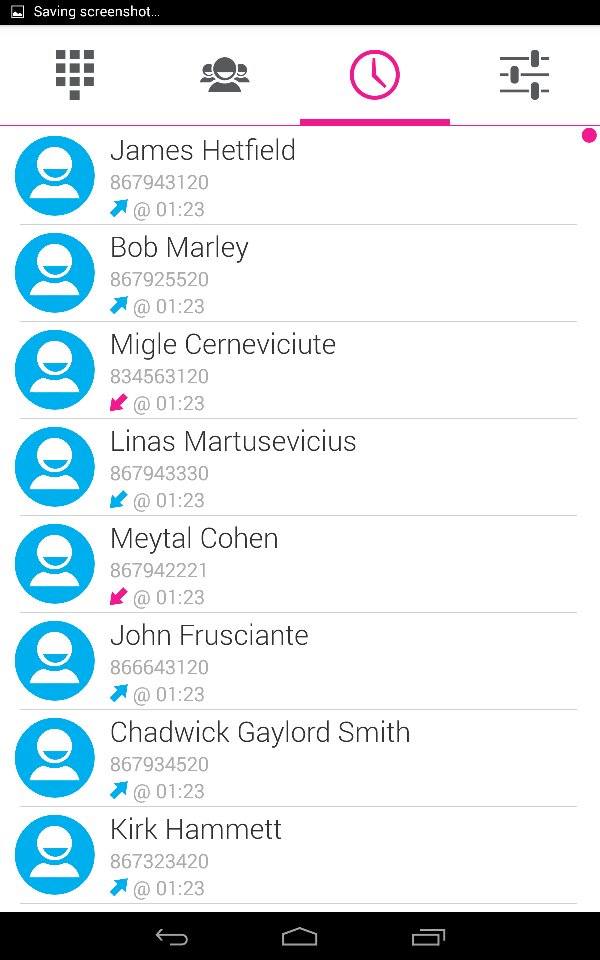 Saving screenshot...
James Hetfield
867943120
@ 01:23
Bob Marley
867925520
@ 01:23
Migle Cerneviciute
834563120
@ 01:23
Linas Martusevicius
867943330
@ 01:23
Meytal Cohen
867942221
@ 01:23
John Frusciante
866643120
@ 01:23
Chadwick Gaylord Smith
867934520
@ 01:23
Kirk Hammett
867323420
@ 01:23